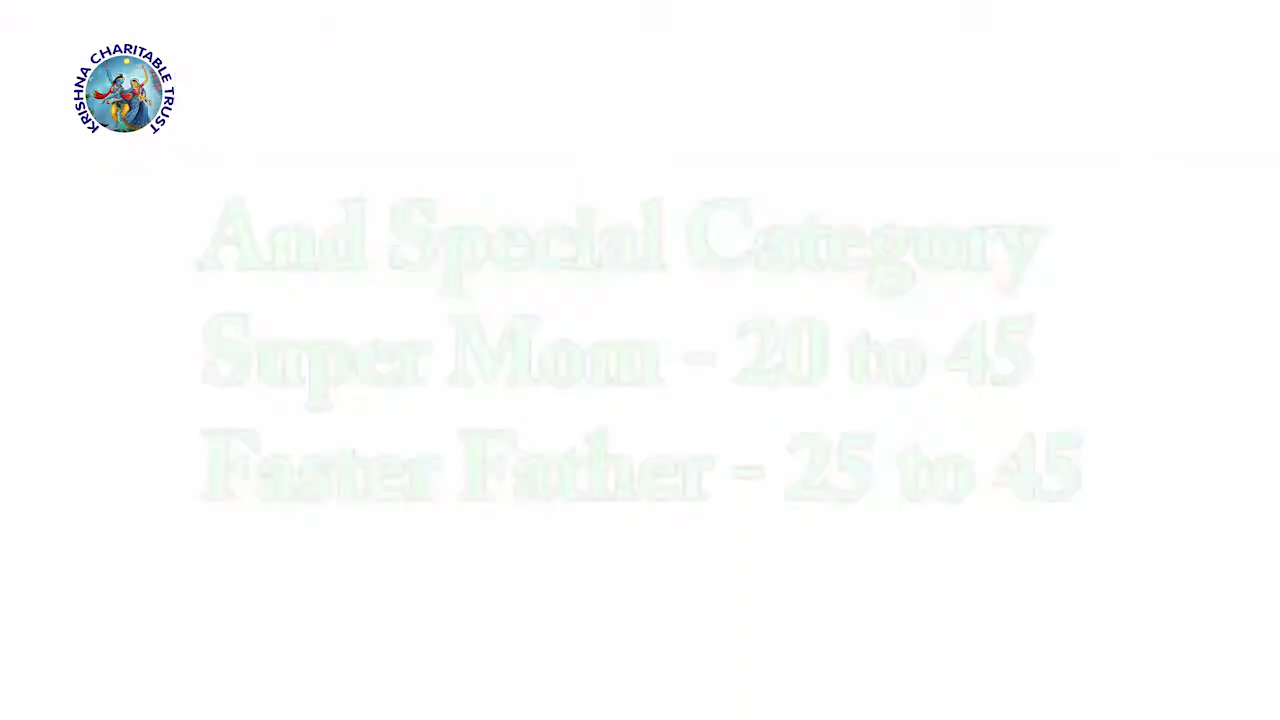 KRISHNA CHARITABLE TRUST
And Special Category
Super Mom - 20 to 45
Faster Father - 25 to 45